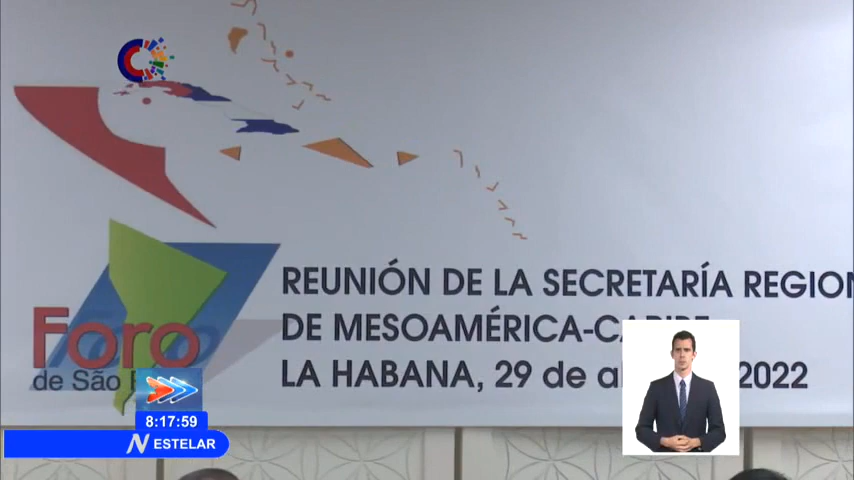 REUNIÓN DE LA SECRETARÍA REGION
DE MESOAMÉRICA-CARIBE
LA HABANA, 29 de 2022
Foro
de São
8:17:59
N ESTELAR